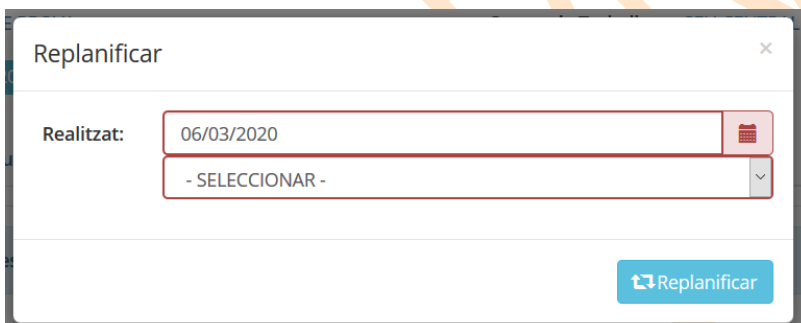 Replanificar
×
Realitzat:
06/03/2020
- SELECCIONAR -
Replanificar